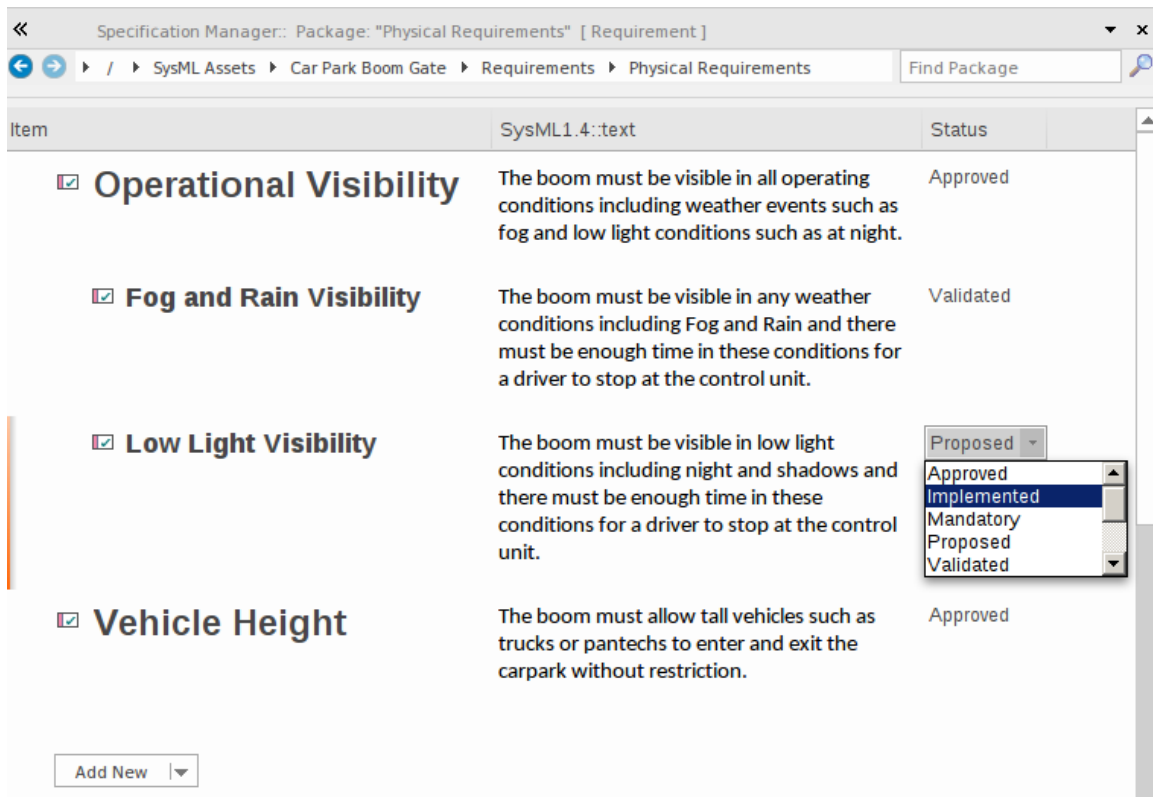 Specification Manager:: Package: "Physical Requirements" [ Requirement ]
/ SysML Assets Car Park Boom Gate Requirements Physical Requirements Find Package
Item SysML1.4::text Status
Operational Visibility
The boom must be visible in all operating
conditions including weather events such as
fog and low light conditions such as at night.
Approved
Fog and Rain Visibility
The boom must be visible in any weather
conditions including Fog and Rain and there
must be enough time in these conditions for
a driver to stop at the control unit.
Validated
Low Light Visibility
The boom must be visible in low light
conditions including night and shadows and
there must be enough time in these
conditions for a driver to stop at the control
unit.
Proposed
Approved
Implemented
Mandatory
Proposed
Validated
Vehicle Height
The boom must allow tall vehicles such as
trucks or pantechs to enter and exit the
carpark without restriction.
Approved
Add New